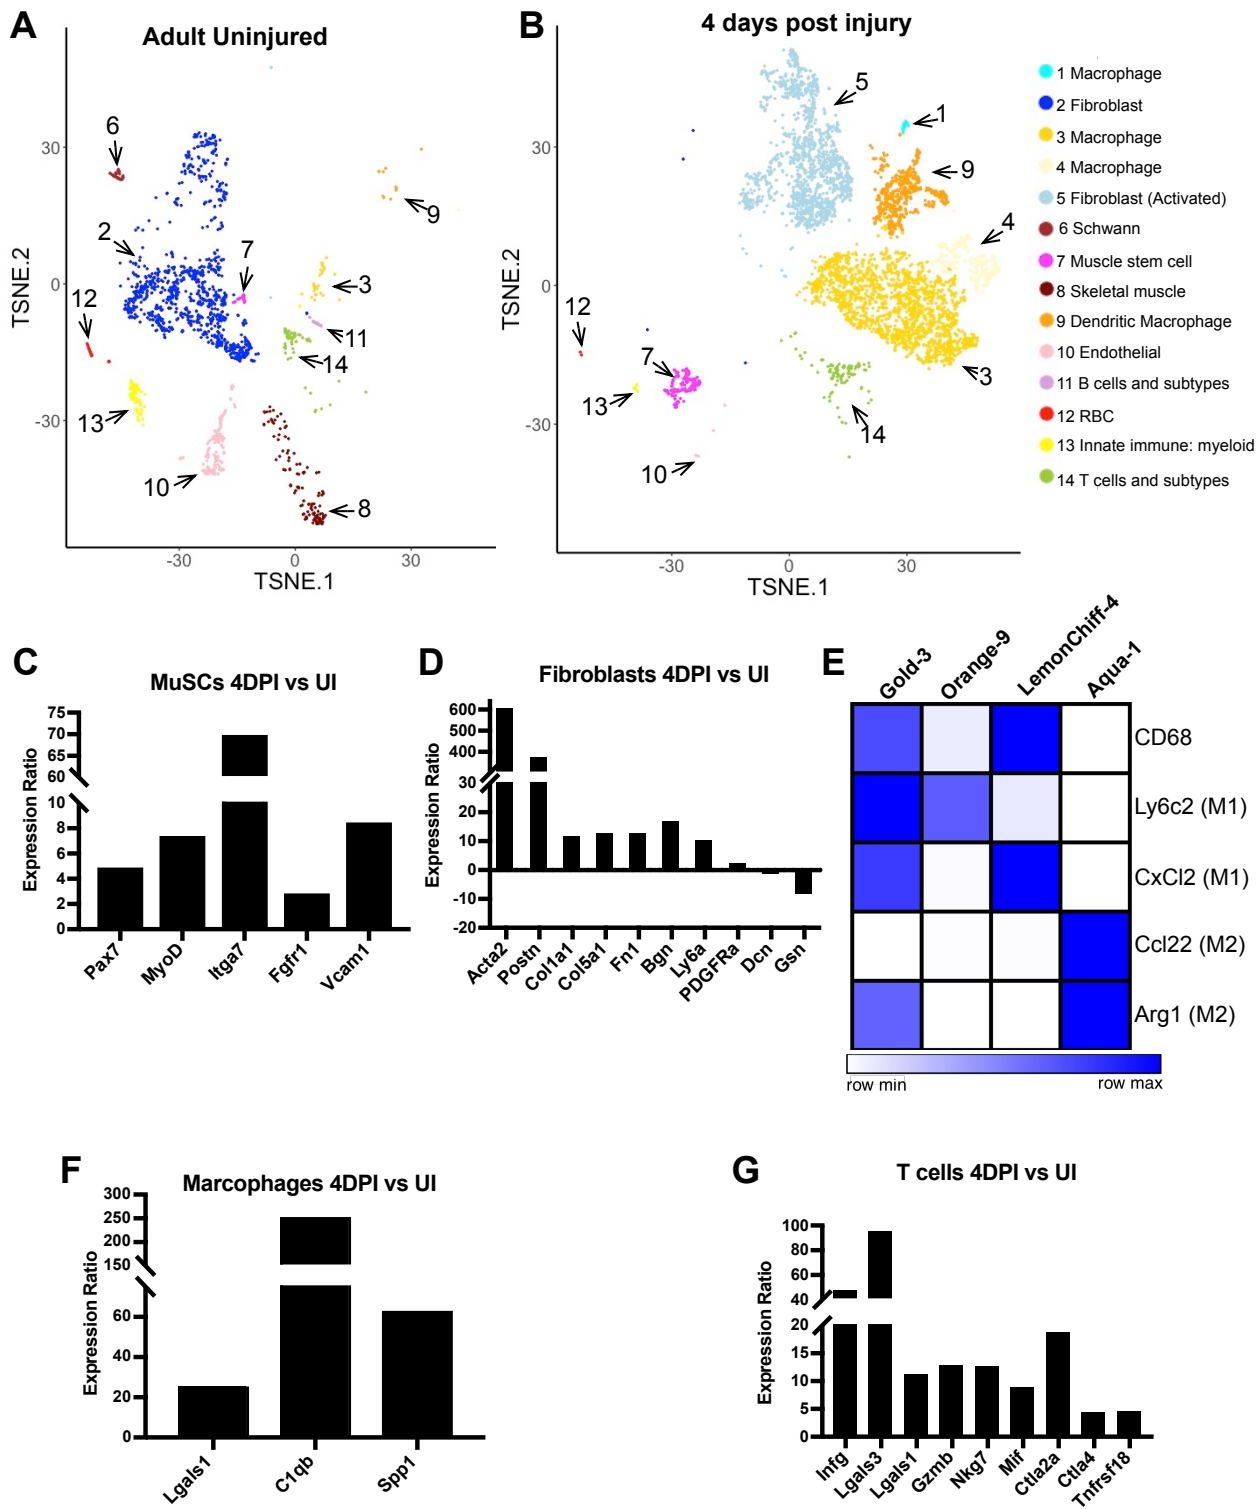 A
Adult Uninjured
TSNE.2
30
0
-30
-30
0
30
TSNE.1
6
2
7
12
9
3
11
14
13
10
8
B
4 days post injury
TSNE.2
30
0
-30
-30
0
30
TSNE.1
5
1
9
4
12
7
13
3
14
10
1 Macrophage
2 Fibroblast
3 Macrophage
4 Macrophage
5 Fibroblast (Activated)
6 Schwann
7 Muscle stem cell
8 Skeletal muscle
9 Dendritic Macrophage
10 Endothelial
11 B cells and subtypes
12 RBC
13 Innate immune: myeloid
14 T cells and subtypes
C
MuSCs 4DPI vs UI
Expression Ratio
75
70
65
60
10
8
6
4
2
0
Pax7
MyoD
Itga7
Fgfr1
Vcam1
D
Fibroblasts 4DPI vs UI
Expression Ratio
600
500
400
30
20
10
0
-10
-20
Acta2
Postn
Col1a1
Col5a1
Fn1
Bgn
Ly6a
PDGFRa
Dcn
Gsn
E
Gold-3
Orange-9
LemonChiff-4
Aqua-1
CD68
Ly6c2 (M1)
CxCl2 (M1)
Ccl22 (M2)
Arg1 (M2)
row min
row max
F
Marcophages 4DPI vs UI
Expression Ratio
300
250
200
150
60
40
20
0
Lgals1
C1qb
Spp1
G
T cells 4DPI vs UI
Expression Ratio
100
80
60
40
20
15
10
5
0
Infg
Lgals3
Lgals1
Gzmb
Nkg7
Mif
Ctla2a
Ctla4
Tnfrsf18